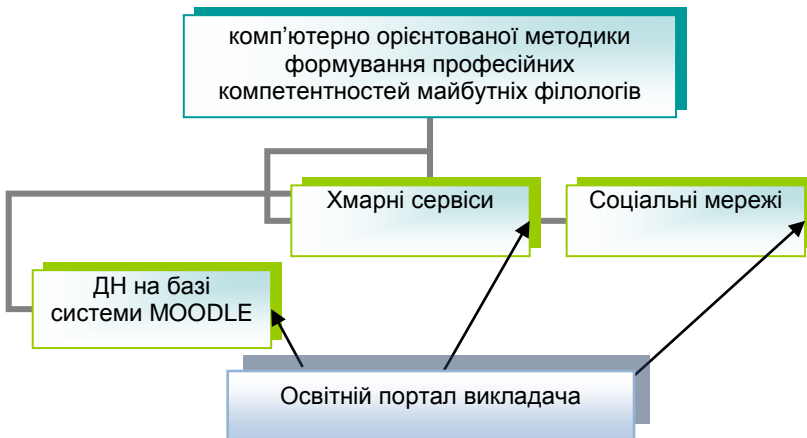 комп’ютерно орієнтованої методики
формування професійних
компетентностей майбутніх філологів
Хмарні сервіси
Соціальні мережі
ДН на базі
системи MOODLE
Освітній портал викладача